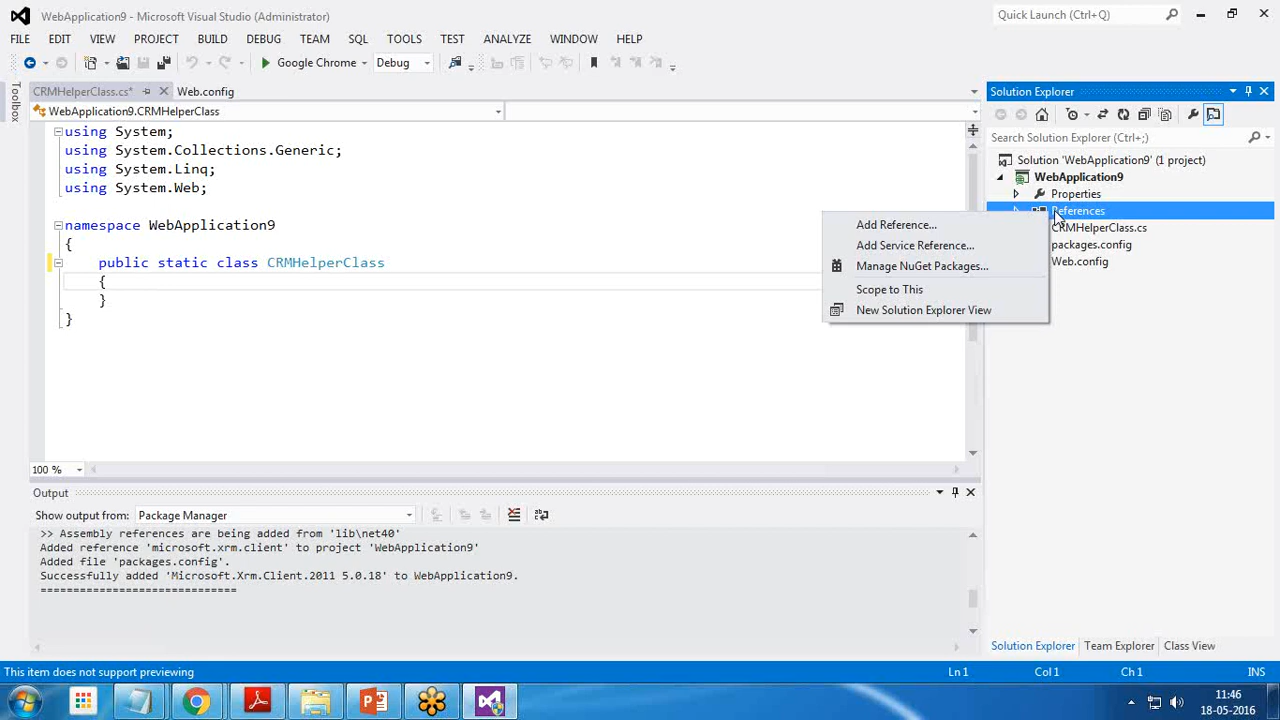 WebApplication9 - Microsoft Visual Studio (Administrator)
Quick Launch (Ctrl+Q)
FILE EDIT VIEW PROJECT BUILD DEBUG TEAM SQL TOOLS TEST ANALYZE WINDOW HELP
Google Chrome Debug
Toolbox
CRMHelperClass.cs* Web.config
WebApplication9.CRMHelperClass
using System;
using System.Collections.Generic;
using System.Linq;
using System.Web;
namespace WebApplication9
{
public static class CRMHelperClass
{
}
}
100 %
Solution Explorer
Search Solution Explorer (Ctrl+;)
Solution 'WebApplication9' (1 project)
WebApplication9
Properties
References
CRMHelperClass.cs
packages.config
Web.config
Add Reference...
Add Service Reference...
Manage NuGet Packages...
Scope to This
New Solution Explorer View
Output
Show output from: Package Manager
>> Assembly references are being added from 'lib\net40'
Added reference 'microsoft.xrm.client' to project 'WebApplication9'
Added file 'packages.config'.
Successfully added 'Microsoft.Xrm.Client.2011 5.0.18' to WebApplication9.
==============================
Solution Explorer Team Explorer Class View
This item does not support previewing
Ln 1 Col 1 Ch 1 INS
11:46
18-05-2016